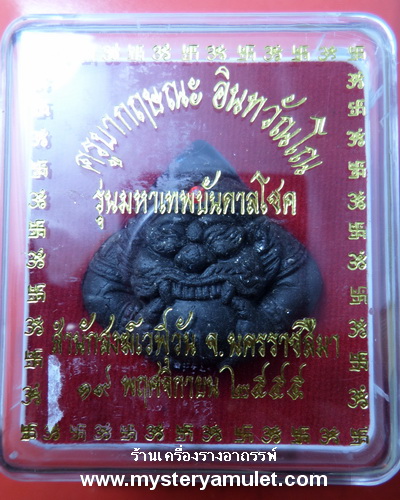 ครูบากฤษณะ อินทวัณโณ
รุ่นมหาเทพบันดาลโชค
สำนักสงฆ์เวฬุวัน จ.นครราชสีมา
๑๙ พฤศจิกายน ๒๕๕๕
ร้านเครื่องรางอาถรรพ์
www.mysteryamulet.com